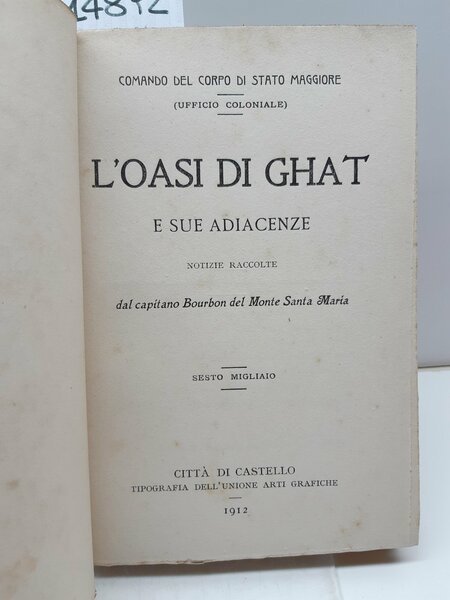 14892
COMANDO DEL CORPO DI STATO MAGGIORE
(UFFICIO COLONIALE)
L'OASI DI GHAT
E SUE ADIACENZE
NOTIZIE RACCOLTE
dal capitano Bourbon del Monte Santa Maria
SESTO MIGLIAIO
CITTÀ DI CASTELLO
TIPOGRAFIA DELL'UNIONE ARTI GRAFICHE
1912